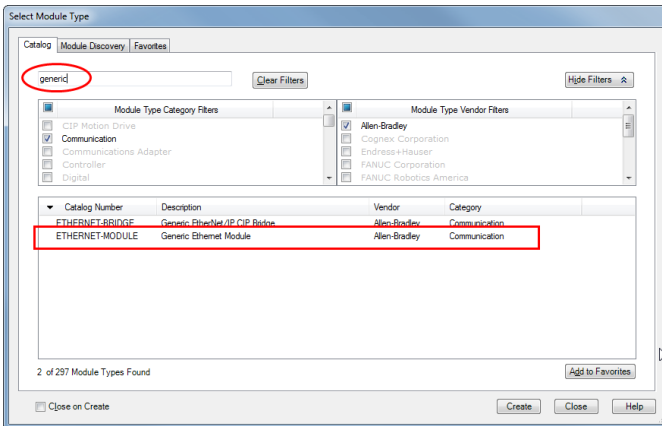 Select Module Type
Catalog Module Discovery Favorites
generic Clear Filters Hide Filters
Module Type Category Filters Module Type Vendor Filters
CIP Motion Drive Allen-Bradley
Communication Cognex Corporation
Communications Adapter Endress+Hauser
Controller FANUC Corporation
Digital FANUC Robotics America
Catalog Number Description Vendor Category
ETHERNET-BRIDGE Generic EtherNet/IP CIP Bridge Allen-Bradley Communication
ETHERNET-MODULE Generic Ethernet Module Allen-Bradley Communication
2 of 297 Module Types Found Add to Favorites
Close on Create Create Close Help